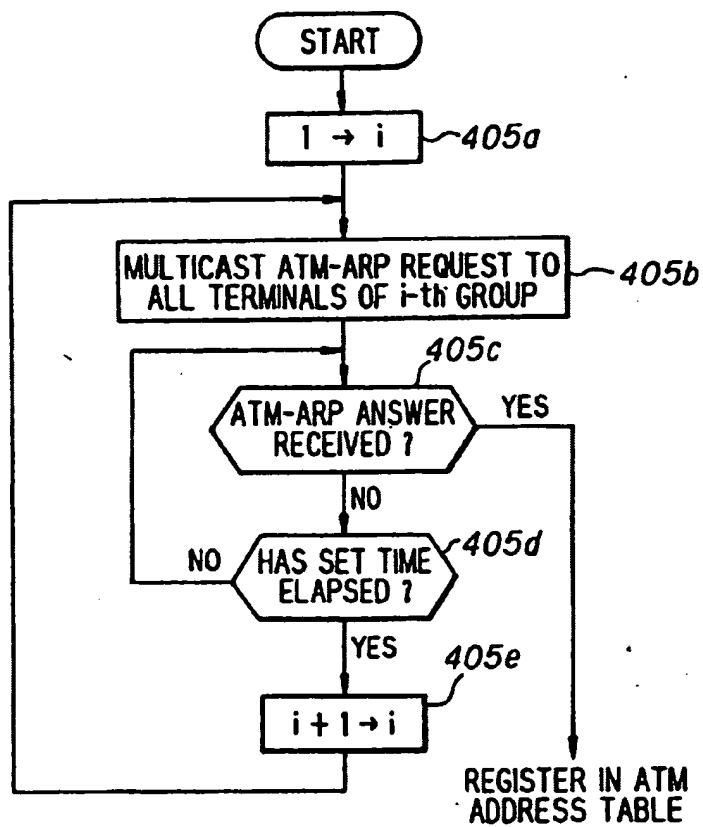 START
1 → i
405a
MULTICAST ATM-ARP REQUEST TO
ALL TERMINALS OF i-th GROUP
405b
405c
ATM-ARP ANSWER
RECEIVED ?
YES
NO
405d
HAS SET TIME
ELAPSED ?
NO
YES
405e
i + 1 → i
REGISTER IN ATM
ADDRESS TABLE